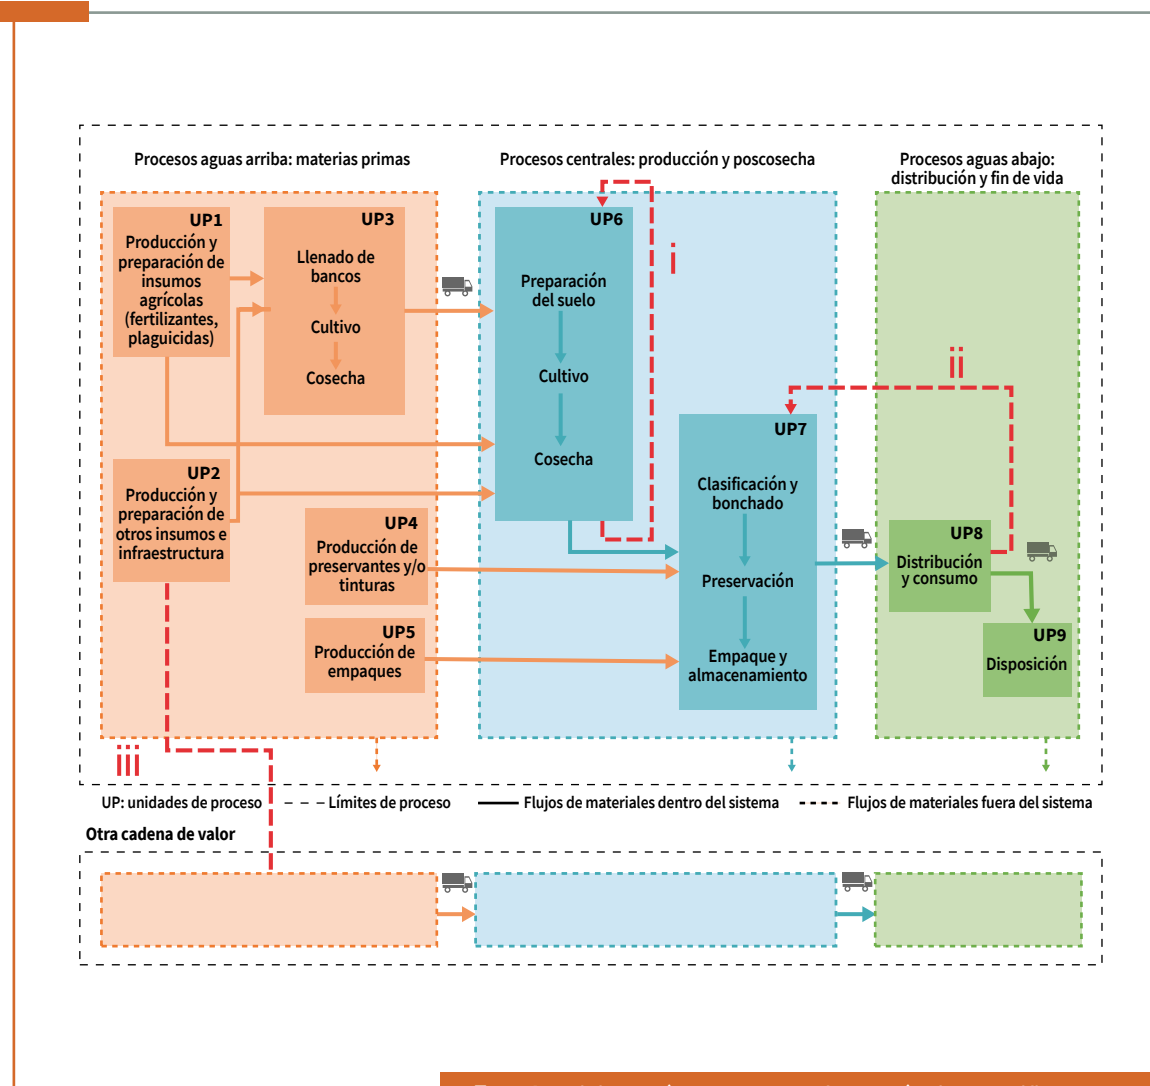 Procesos aguas arriba: materias primas
Procesos centrales: producción y poscosecha
Procesos aguas abajo:
distribución y fin de vida
UP1
Producción y
preparación de
insumos
agrícolas
(fertilizantes,
plaguicidas)
UP3
Llenado de
bancos
Cultivo
Cosecha
UP2
Producción y
preparación de
otros insumos e
infraestructura
UP4
Producción de
preservantes y/o
tinturas
UP5
Producción de
empaques
iii
UP6
Preparación
del suelo
Cultivo
Cosecha
i
UP7
Clasificación y
bonchado
Preservación
Empaque y
almacenamiento
ii
UP8
Distribución
y consumo
UP9
Disposición
UP: unidades de proceso
Límites de proceso
Flujos de materiales dentro del sistema
Flujos de materiales fuera del sistema
Otra cadena de valor